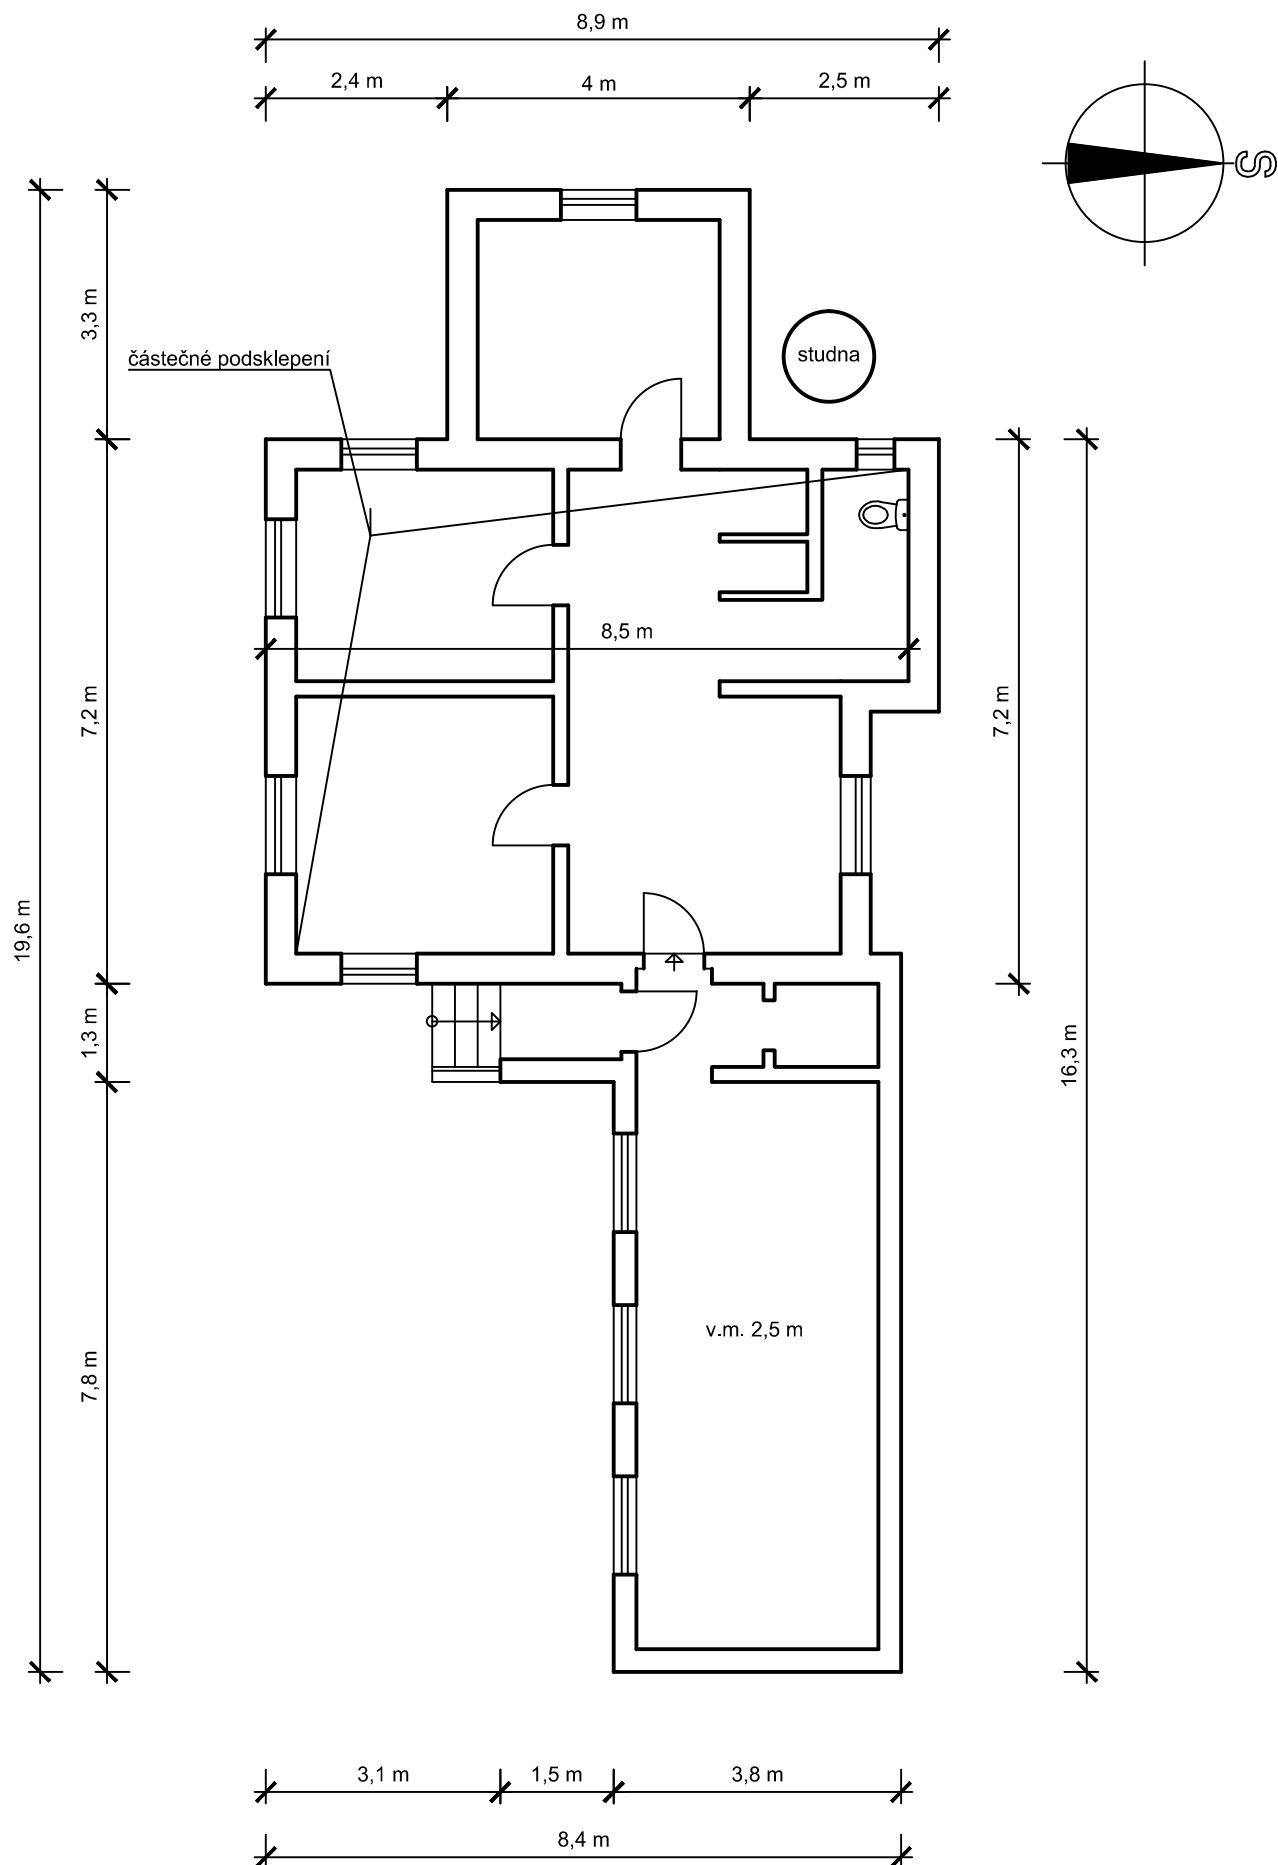 8,9 m
2,4 m
4 m
2,5 m
S
3,3 m
částečné podsklepení
studna
8,5 m
7,2 m
7,2 m
19,6 m
1,3 m
16,3 m
v.m. 2,5 m
7,8 m
3,1 m
1,5 m
3,8 m
8,4 m